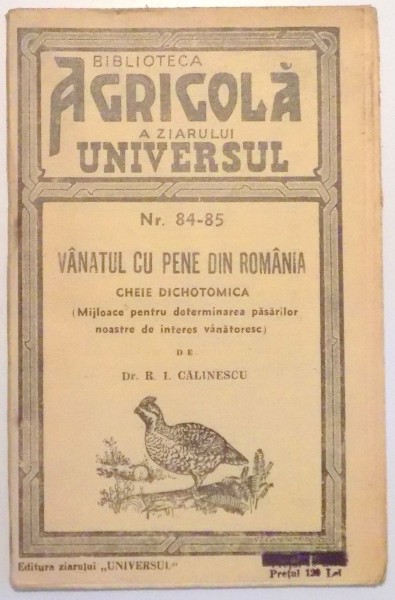 BIBLIOTECA
AGRICOLĂ
A ZIARULUI
UNIVERSUL
Nr. 84-85
VÂNATUL CU PENE DIN ROMÂNIA
CHEIE DICHOTOMICA
(Mijloace pentru determinarea păsărilor
noastre de interes vânătoresc)
DE
Dr. R. I. CĂLINESCU
Editura ziarului „UNIVERSUL"
Prețul 120 Lei